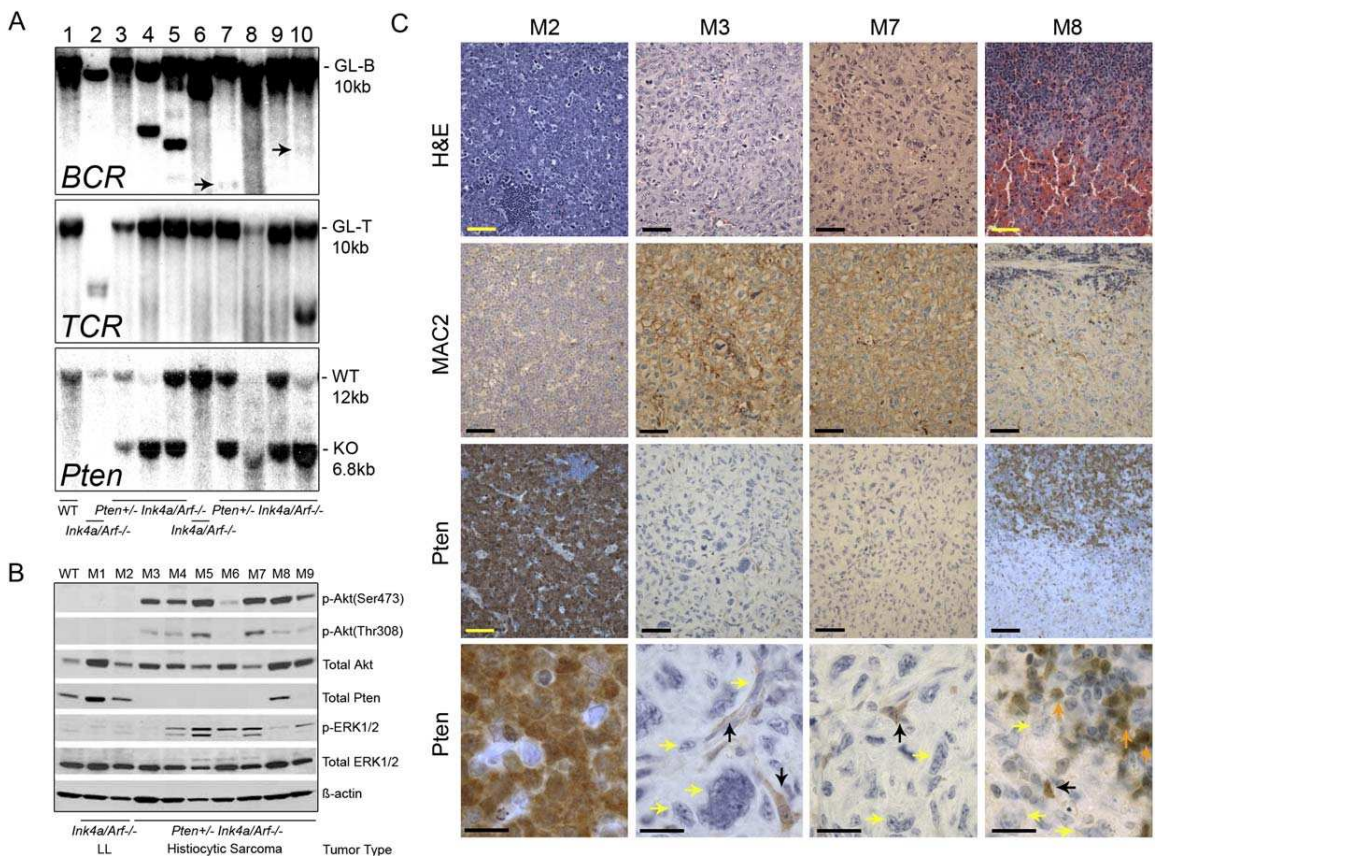 A
1 2 3 4 5 6 7 8 9 10
- GL-B
10kb
BCR
- GL-T
10kb
TCR
- WT
12kb
- KO
6.8kb
Pten
WT Pten+/- Ink4a/Arf-/- Pten+/- Ink4a/Arf-/-
Ink4a/Arf-/- Ink4a/Arf-/-
B
WT M1 M2 M3 M4 M5 M6 M7 M8 M9
p-Akt(Ser473)
p-Akt(Thr308)
Total Akt
Total Pten
p-ERK1/2
Total ERK1/2
ß-actin
Ink4a/Arf-/- Pten+/- Ink4a/Arf-/-
LL Histiocytic Sarcoma Tumor Type
C
M2 M3 M7 M8
H&E
MAC2
Pten
Pten